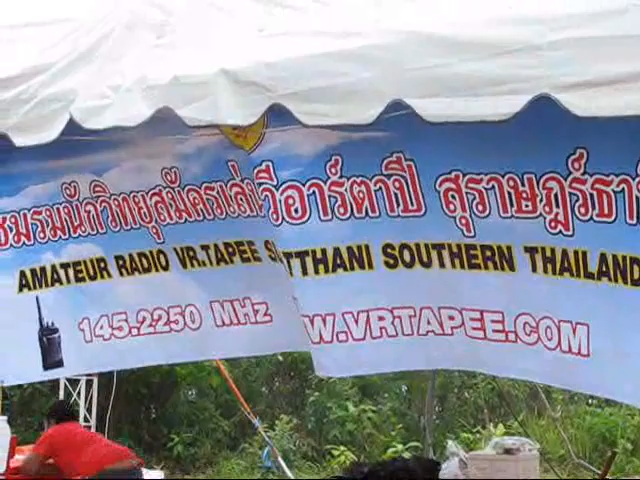 ชมรมนักวิทยุสมัครเล่นวีอาร์ตาปี สุราษฎร์ธานี
AMATEUR RADIO VR.TAPEE SURATTHANI SOUTHERN THAILAND
145.2250 MHz
WWW.VRTAPEE.COM